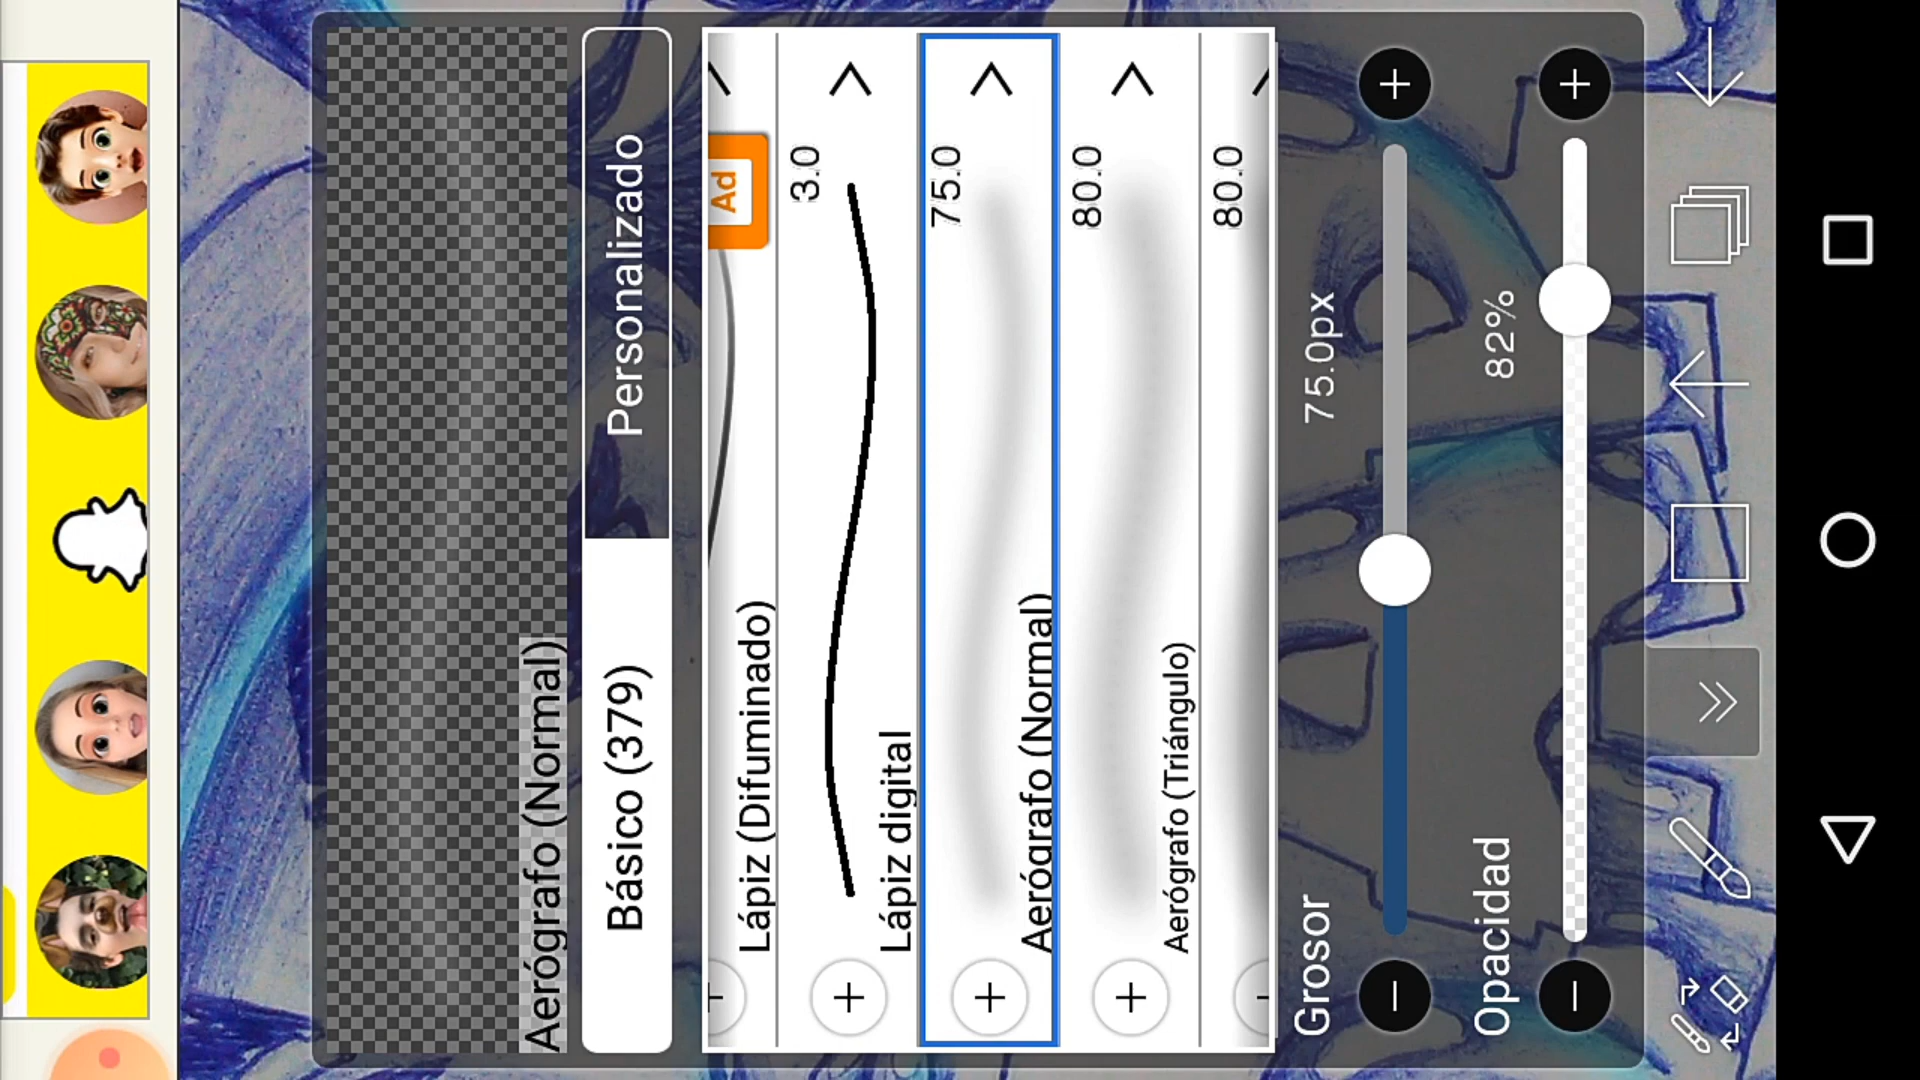 Aerógrafo (Normal)
Básico (379)
Personalizado
Ad
Lápiz (Difuminado)
3.0
Lápiz digital
75.0
Aerógrafo (Normal)
80.0
Aerógrafo (Triángulo)
80.0
Grosor
75.0px
Opacidad
82%